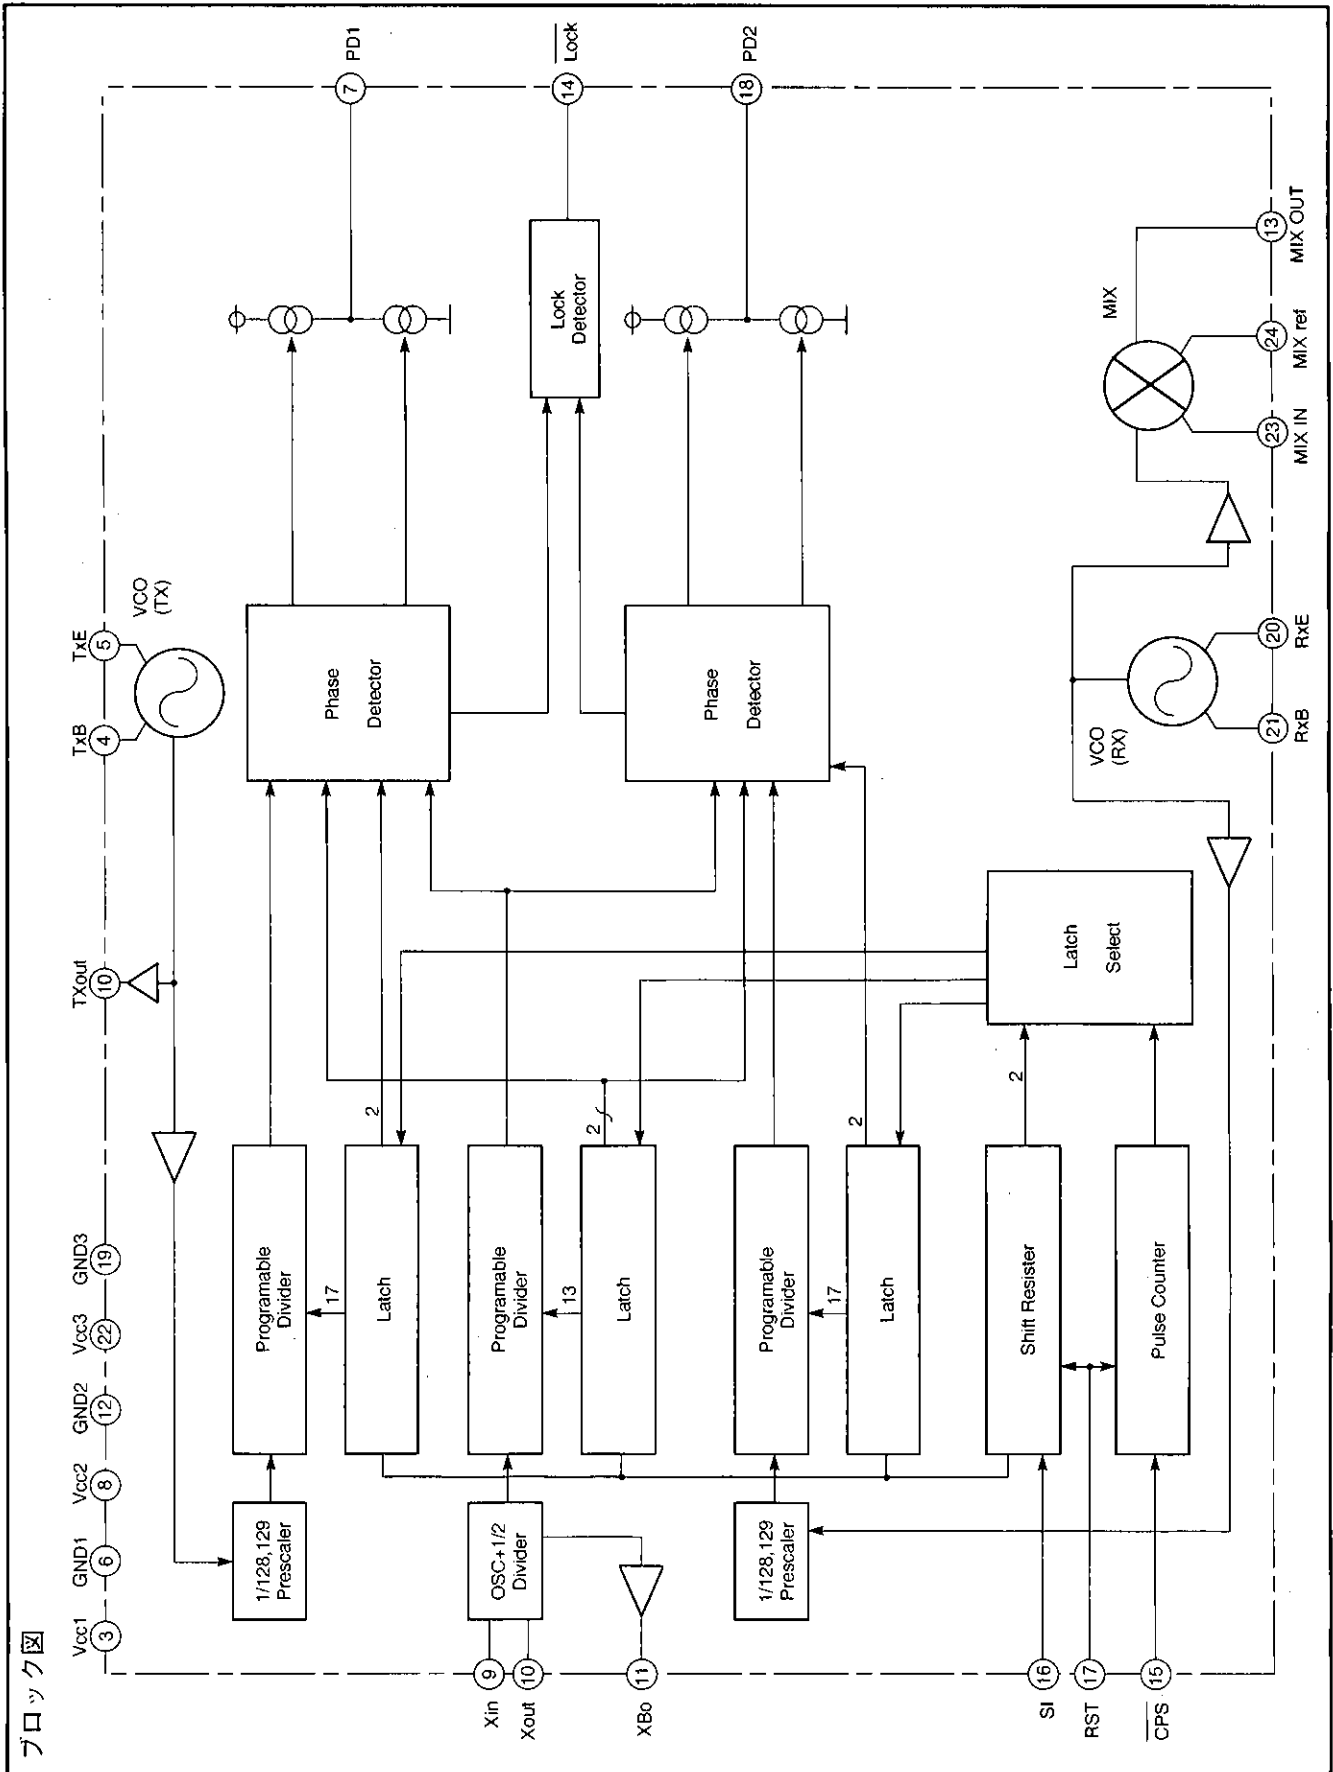 ブロック図
Vcc1
3
GND1
6
Vcc2
8
GND2
12
Vcc3
22
GND3
19
TXout
10
TxB
4
TxE
5
VCO
(TX)
1/128,129
Prescaler
Programable
Divider
17
Latch
2
Phase
Detector
PD1
7
Xin
9
Xout
10
OSC+1/2
Divider
XBo
11
Programable
Divider
13
Latch
2
Lock
Detector
Lock
14
1/128,129
Prescaler
Programable
Divider
17
Latch
2
Phase
Detector
PD2
18
SI
16
RST
17
CPS
15
Shift Resister
2
Pulse Counter
Latch
Select
VCO
(RX)
21
RxB
20
RxE
MIX
23
MIX IN
24
MIX ref
13
MIX OUT